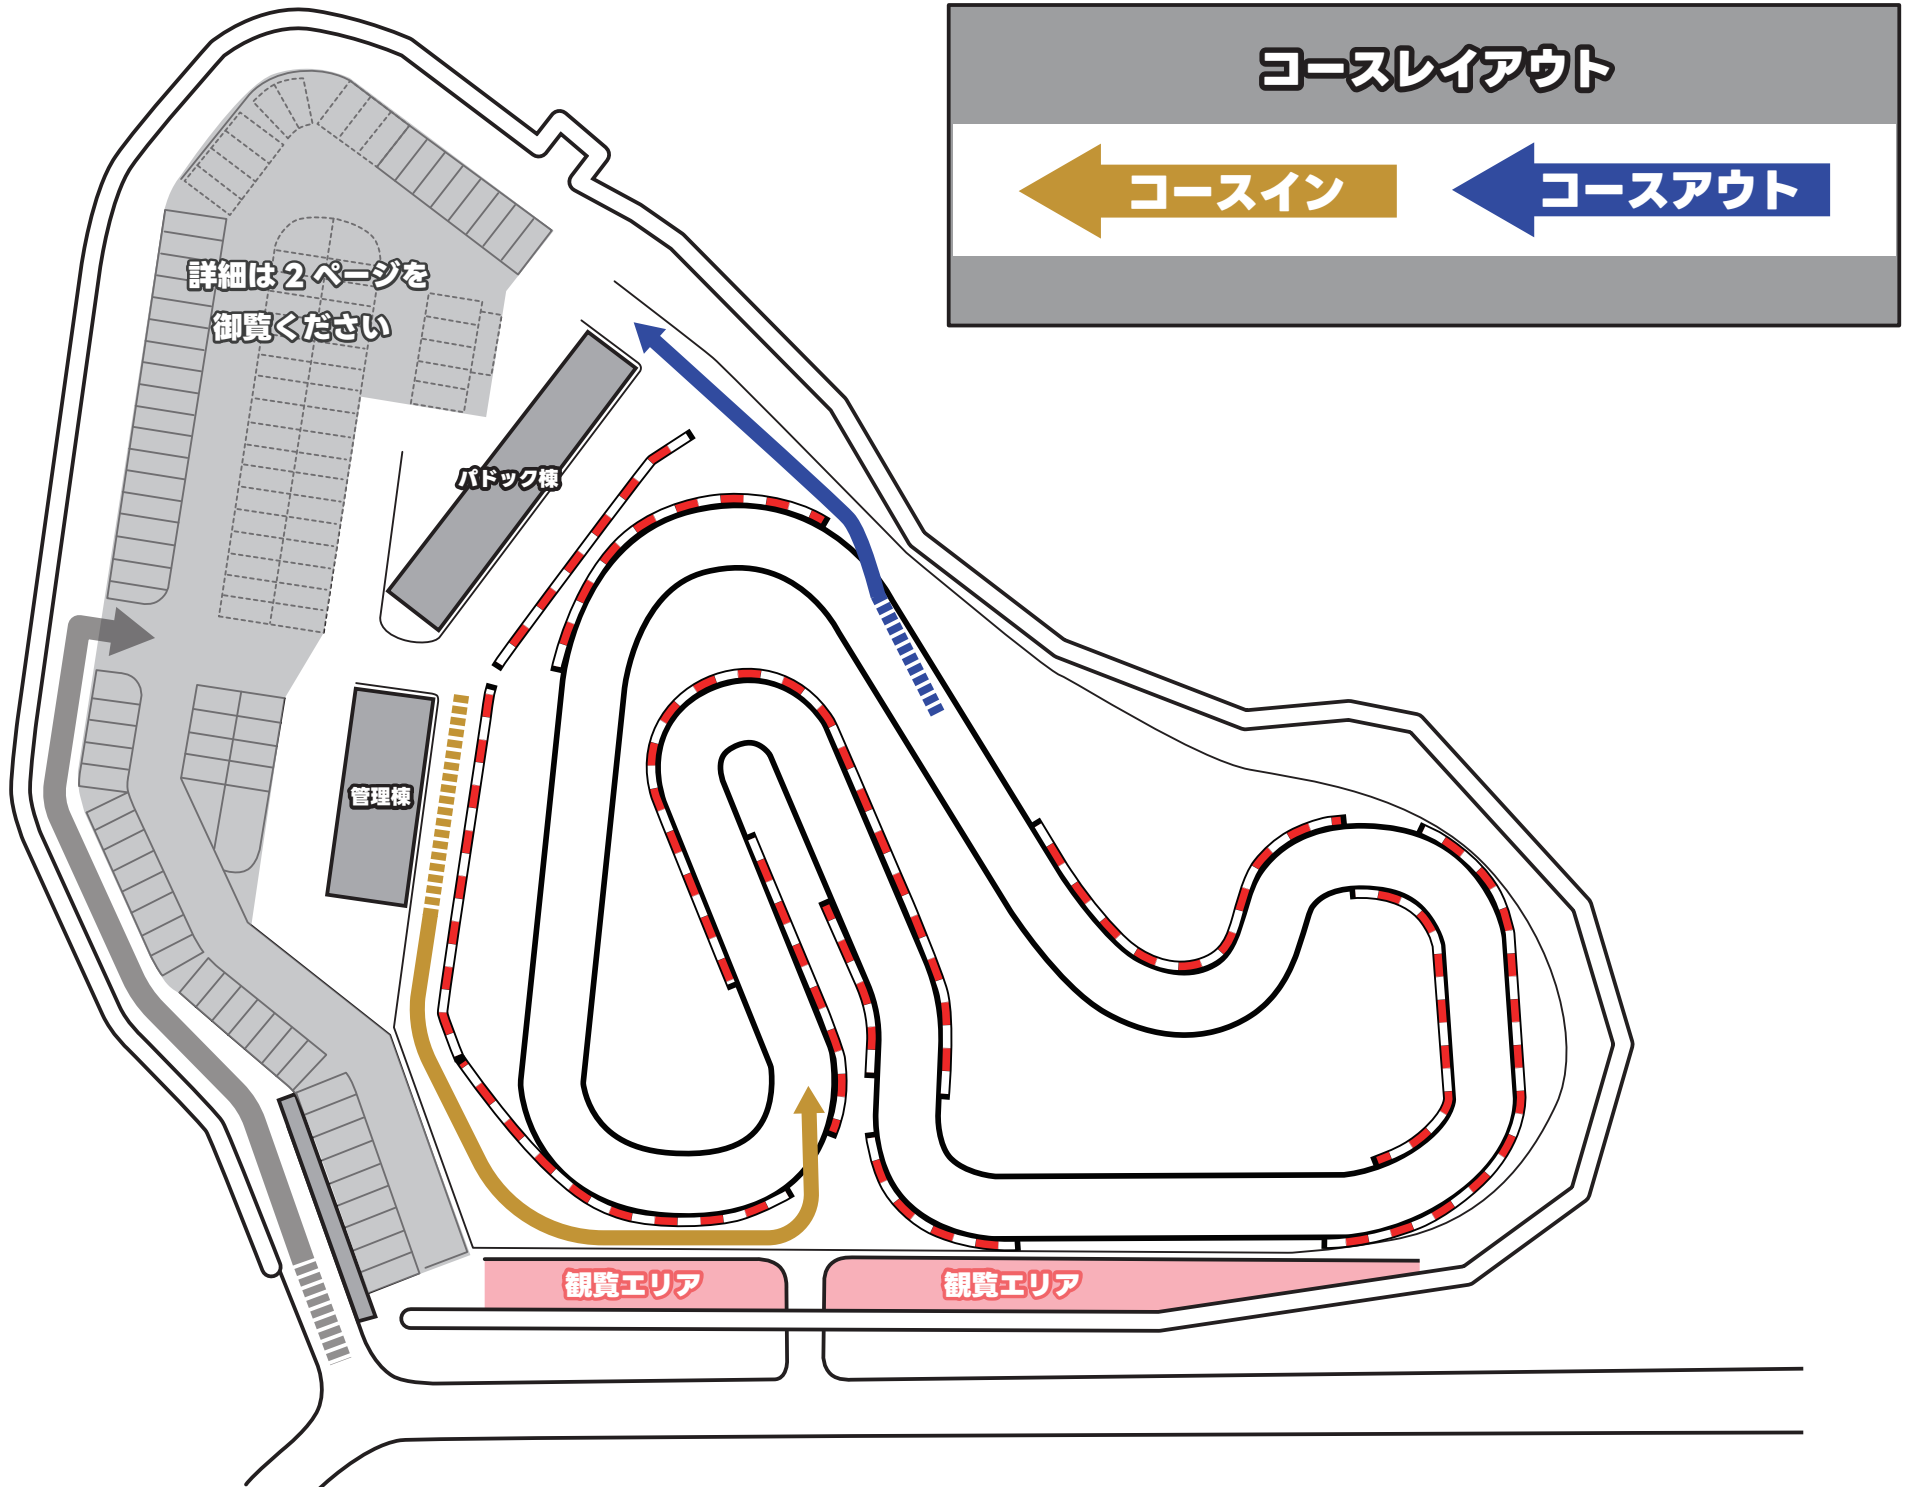 コースレイアウト
コースイン
コースアウト
詳細は2ページを
御覧ください
パドック棟
管理棟
観覧エリア
観覧エリア